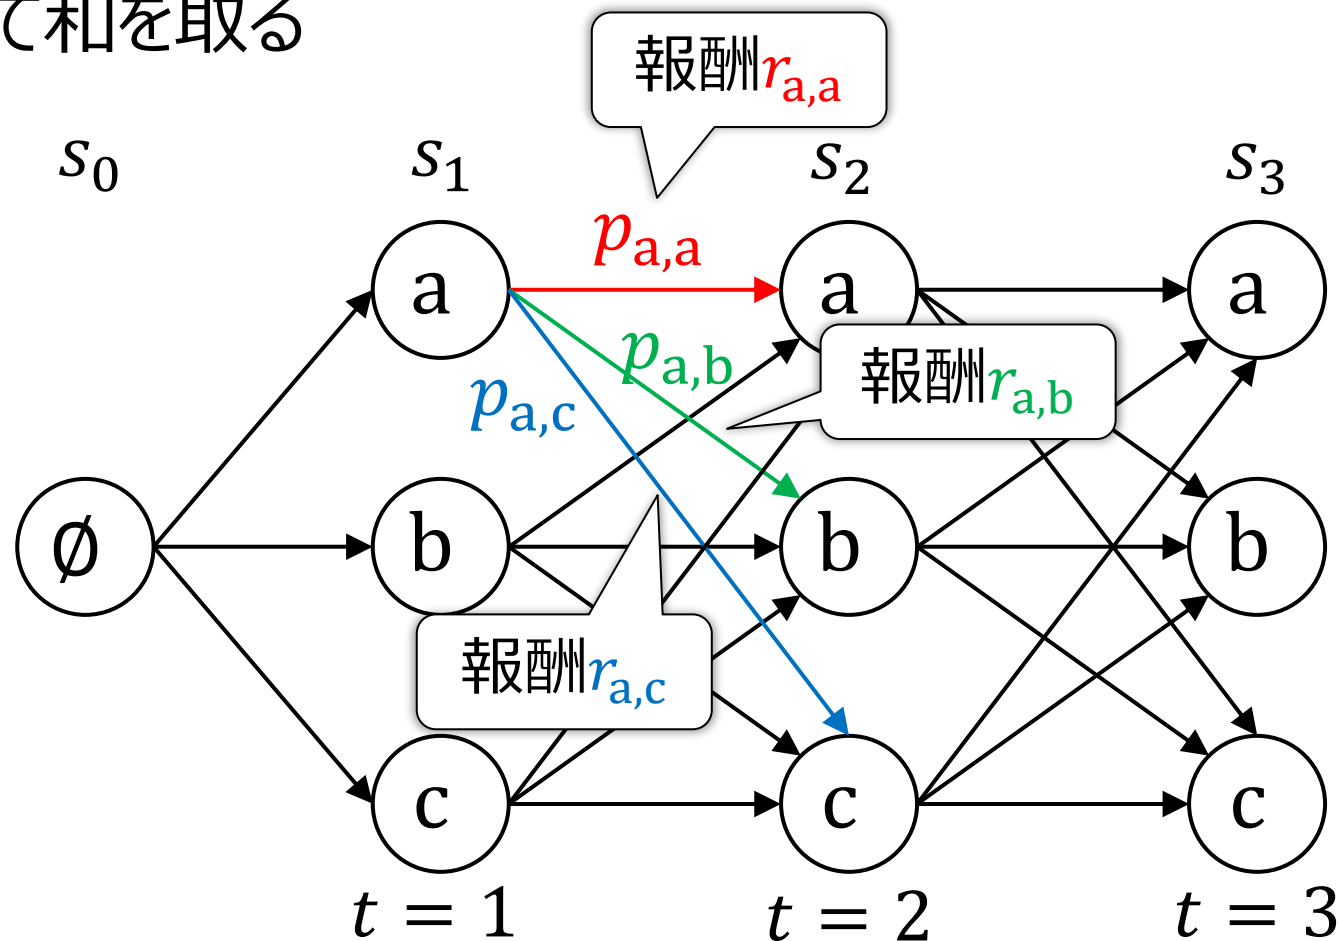 て和を取る
報酬r_{a,a}
s_0 s_1 s_2 s_3
p_{a,a}
a a a
p_{a,b}
報酬r_{a,b}
p_{a,c}
∅ b b b
報酬r_{a,c}
c c c
t = 1 t = 2 t = 3